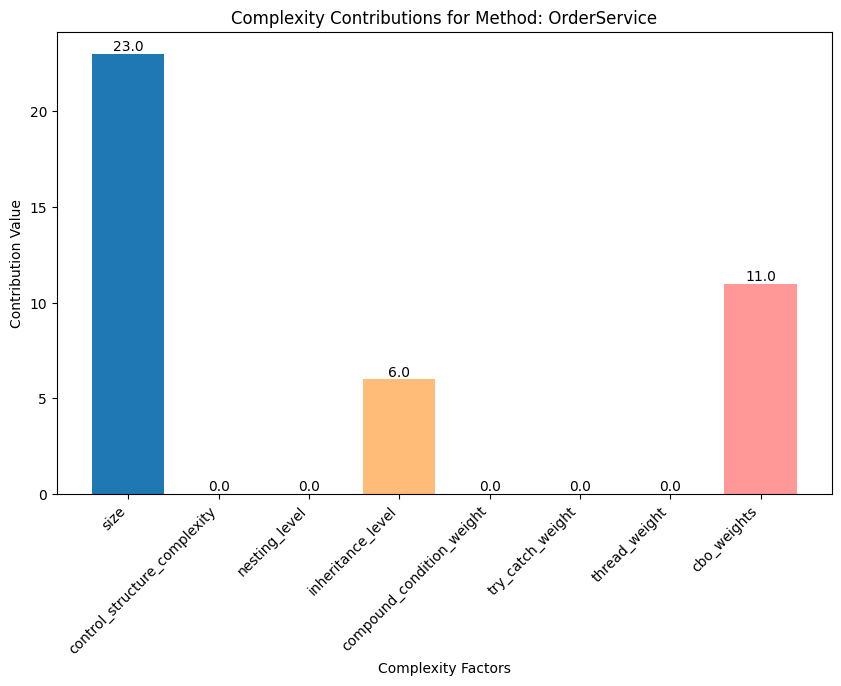 Complexity Contributions for Method: OrderService
23.0
20
15
10
5
0
Contribution Value
0.0
0.0
6.0
0.0
0.0
0.0
11.0
size
control_structure_complexity
nesting_level
inheritance_level
compound_condition_weight
try_catch_weight
thread_weight
cbo_weights
Complexity Factors